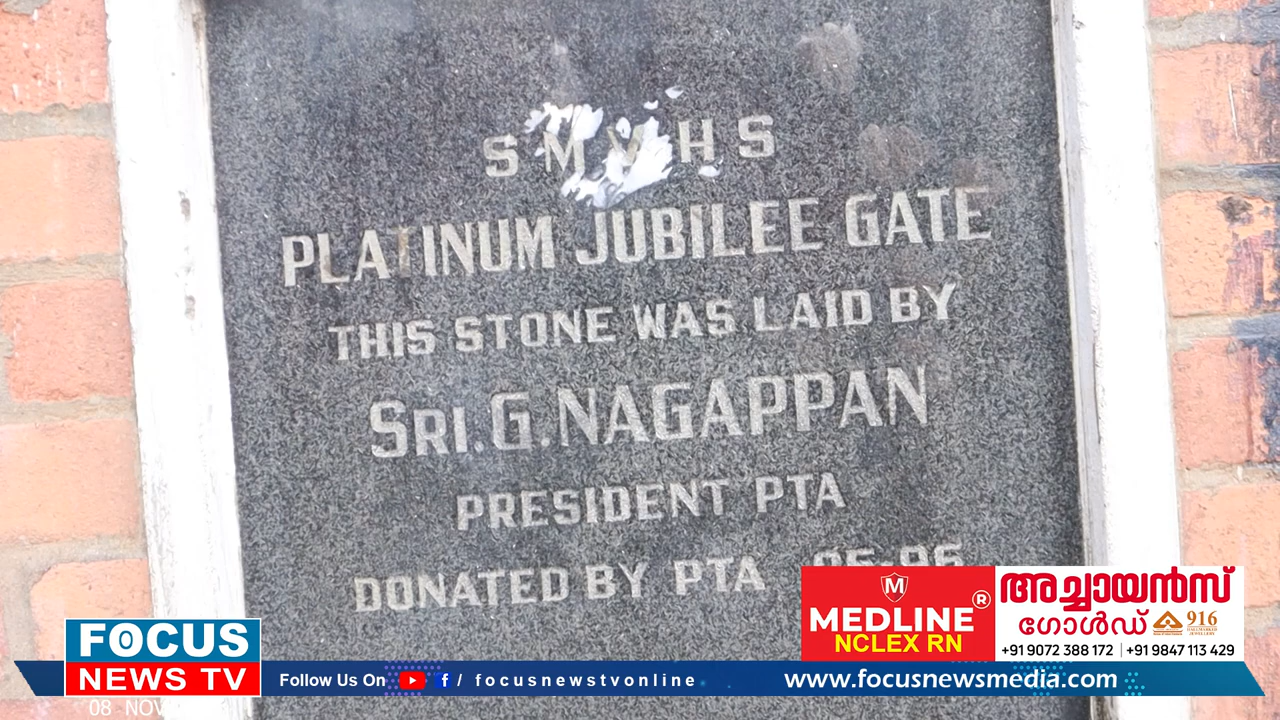 S M V H S
PLATINUM JUBILEE GATE
THIS STONE WAS LAID BY
SRI. G. NAGAPPAN
PRESIDENT PTA
DONATED BY PTA 95-96
M
MEDLINE®
NCLEX RN
അച്ചായൻസ്
ഗോൾഡ്
916
+91 9072 388 172 | +91 9847 113 429
FOCUS
NEWS TV
Follow Us On f / focusnewstvonline
www.focusnewsmedia.com
08 NOV